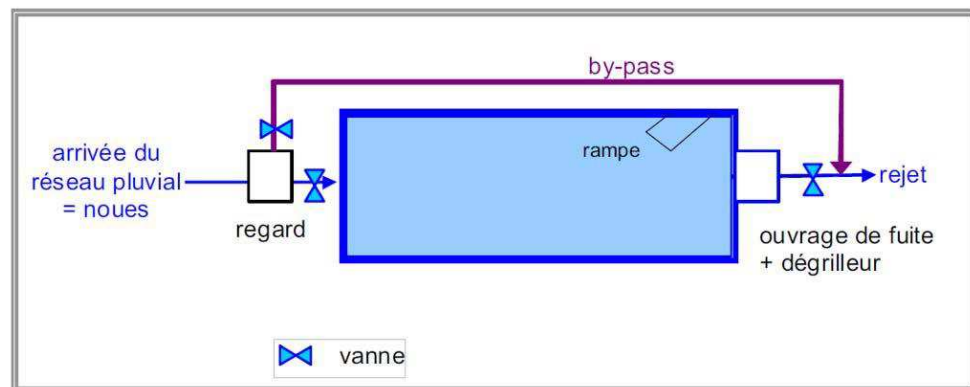 by-pass
arrivée du
réseau pluvial
= noues
regard
rampe
rejet
ouvrage de fuite
+ dégrilleur
vanne